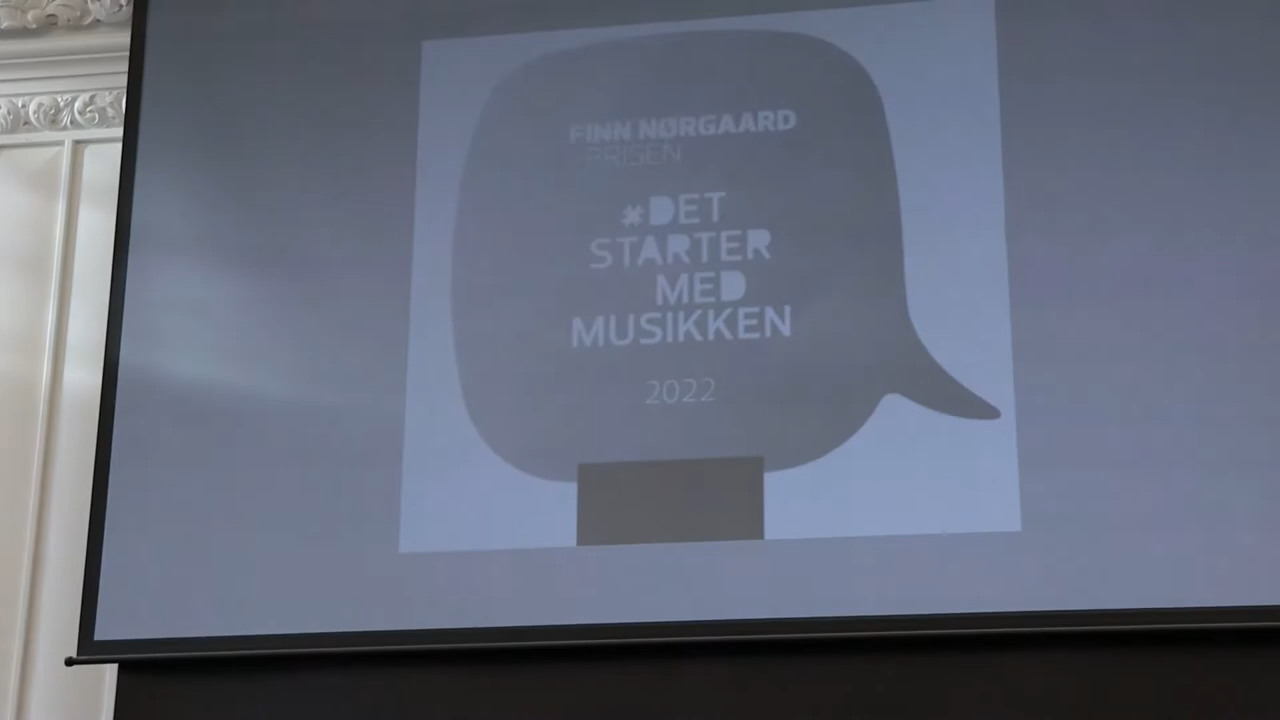 FINN NØRGAARD
PRISEN
#DET
STARTER
MED
MUSIKKEN
2022